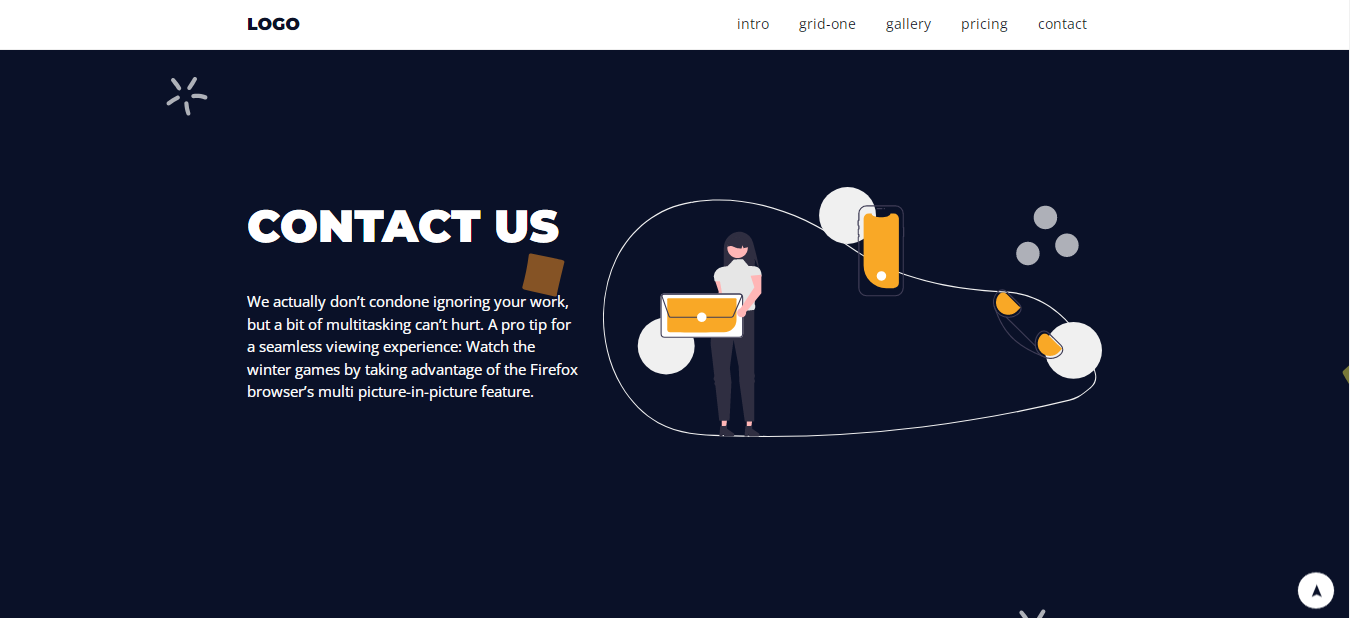 LOGO
intro grid-one gallery pricing contact
CONTACT US
We actually don’t condone ignoring your work,
but a bit of multitasking can’t hurt. A pro tip for
a seamless viewing experience: Watch the
winter games by taking advantage of the Firefox
browser’s multi picture-in-picture feature.